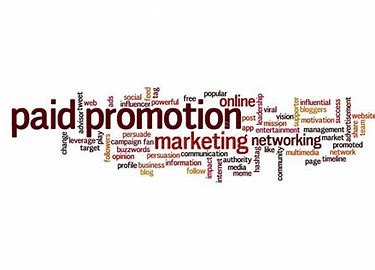 paid promotion
marketing
networking
online
free
popular
social
feed
tag
web
ads
influencer
powerful
advisor
tweet
post
app
leadership
viral
mission
vision
supporter
influential
bloggers
motivation
success
market
advertisement
share
website
team
entertainment
management
promoted
change
leverage
target
play
followers
persuade
campaign
fan
buzzwords
opinion
persuasion
communication
profile
business
information
blog
follow
impact
internet
authority
media
meme
hashtag
like
community
multimedia
network
page
timeline